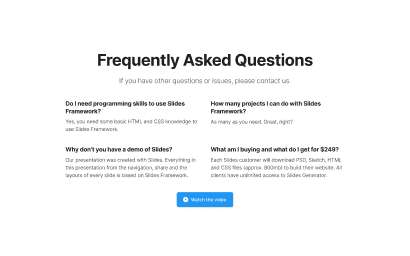 Frequently Asked Questions
If you have other questions or issues, please contact us.
Do I need programming skills to use Slides
Framework?
Yes, you need some basic HTML and CSS knowledge to
use Slides Framework.
How many projects I can do with Slides
Framework?
As many as you need. Great, right?
Why don't you have a demo of Slides?
Our presentation was created with Slides. Everything in
this presentation from the navigation, share and the
layouts of every slide is based on Slides Framework.
What am I buying and what do I get for $249?
Each Slides customer will download PSD, Sketch, HTML
and CSS files (approx. 800mb) to build their website. All
clients have unlimited access to Slides Generator.
Watch the video